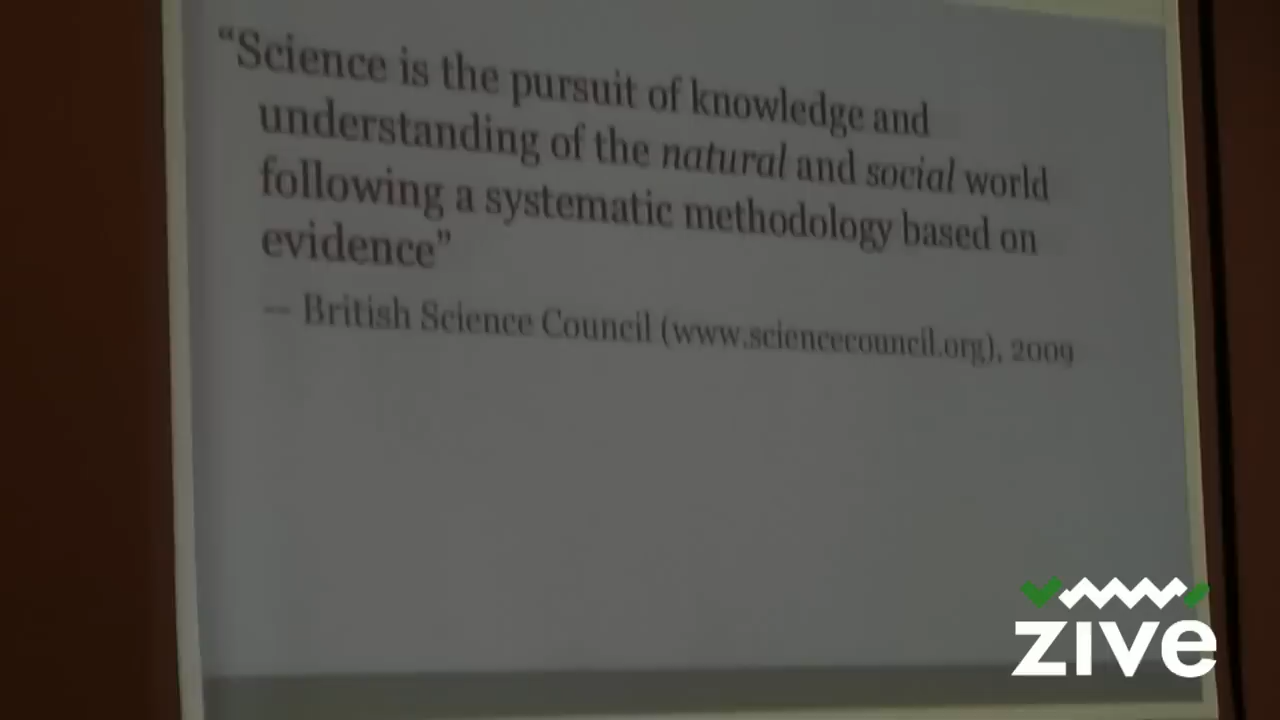 “Science is the pursuit of knowledge and
understanding of the natural and social world
following a systematic methodology based on
evidence”
— British Science Council (www.sciencecouncil.org), 2009
zive